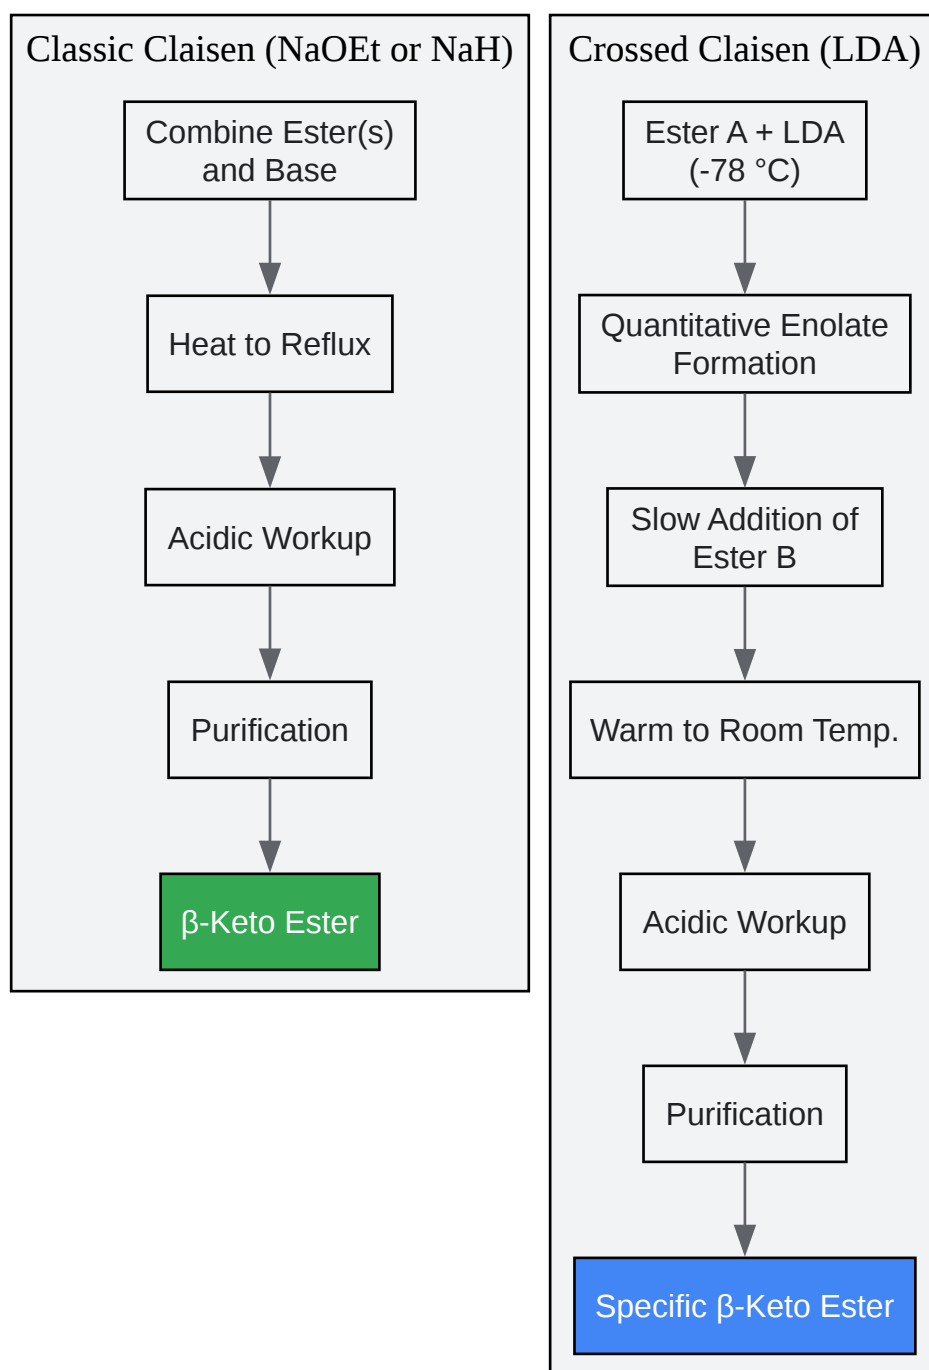 Classic Claisen (NaOEt or NaH)
Combine Ester(s)
and Base
Heat to Reflux
Acidic Workup
Purification
β-Keto Ester
Crossed Claisen (LDA)
Ester A + LDA
(-78 °C)
Quantitative Enolate
Formation
Slow Addition of
Ester B
Warm to Room Temp.
Acidic Workup
Purification
Specific β-Keto Ester